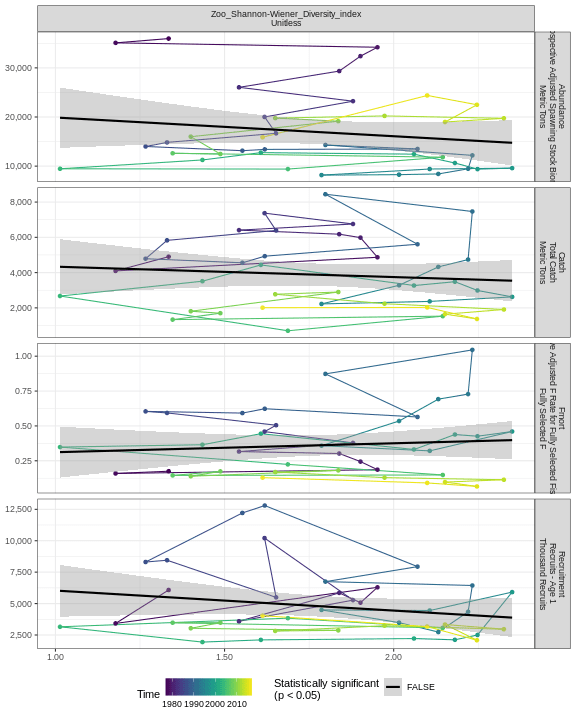 Zoo_Shannon-Wiener_Diversity_index
Unitless
30,000
20,000
10,000
Abundance
Adjusted Spawning Stock
Metric Tons
8,000
6,000
4,000
2,000
Catch
Total Catch
Metric Tons
1.00
0.75
0.50
0.25
Fmort
Adjusted F Rate for Fully Selected
Fully Selected F
12,500
10,000
7,500
5,000
2,500
Recruitment
Recruits - Age 1
Thousand Recruits
1.00
1.50
2.00
Time
1980 1990 2000 2010
Statistically significant
(p < 0.05)
FALSE